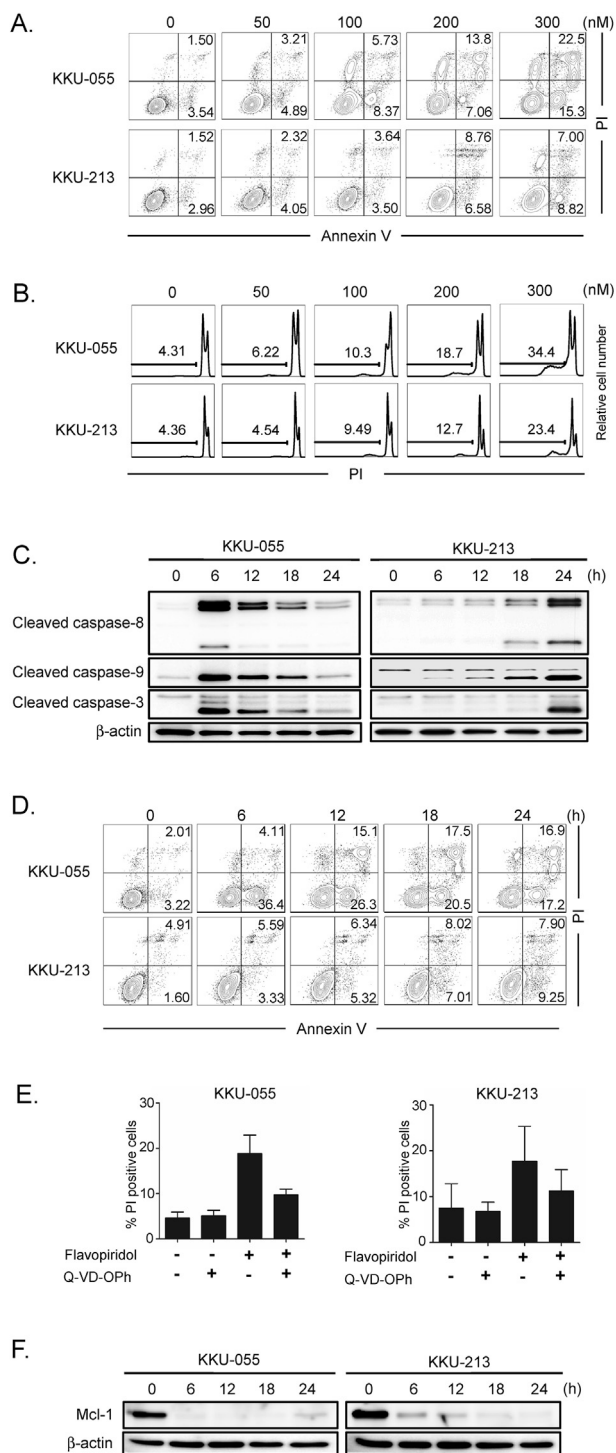 A.
0 50 100 200 300 (nM)
KKU-055
1.50 3.21 5.73 13.8 22.5
3.54 4.89 8.37 7.06 15.3
KKU-213
1.52 2.32 3.64 8.76 7.00
2.96 4.05 3.50 6.58 8.82
PI
Annexin V
B.
0 50 100 200 300 (nM)
KKU-055
4.31 6.22 10.3 18.7 34.4
KKU-213
4.36 4.54 9.49 12.7 23.4
Relative cell number
PI
C.
KKU-055 KKU-213
0 6 12 18 24 0 6 12 18 24 (h)
Cleaved caspase-8
Cleaved caspase-9
Cleaved caspase-3
β-actin
D.
0 6 12 18 24 (h)
KKU-055
2.01 4.11 15.1 17.5 16.9
3.22 36.4 26.3 20.5 17.2
KKU-213
4.91 5.59 6.34 8.02 7.90
1.60 3.33 5.32 7.01 9.25
PI
Annexin V
E.
KKU-055
% PI positive cells
30
20
10
0
Flavopiridol - - + +
Q-VD-OPh - + - +
KKU-213
% PI positive cells
30
20
10
0
Flavopiridol - - + +
Q-VD-OPh - + - +
F.
KKU-055 KKU-213
0 6 12 18 24 0 6 12 18 24 (h)
Mcl-1
β-actin